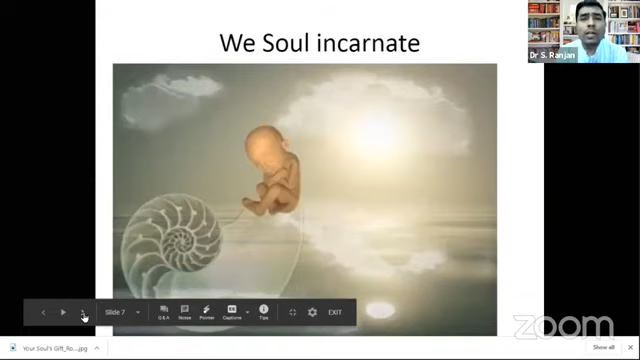 We Soul incarnate
Dr S. Ranjan
Slide 7
Q & A
Notes
Pointer
Captions
Tips
EXIT
zoom
Your Soul's Gift_Ro....jpg
Show all